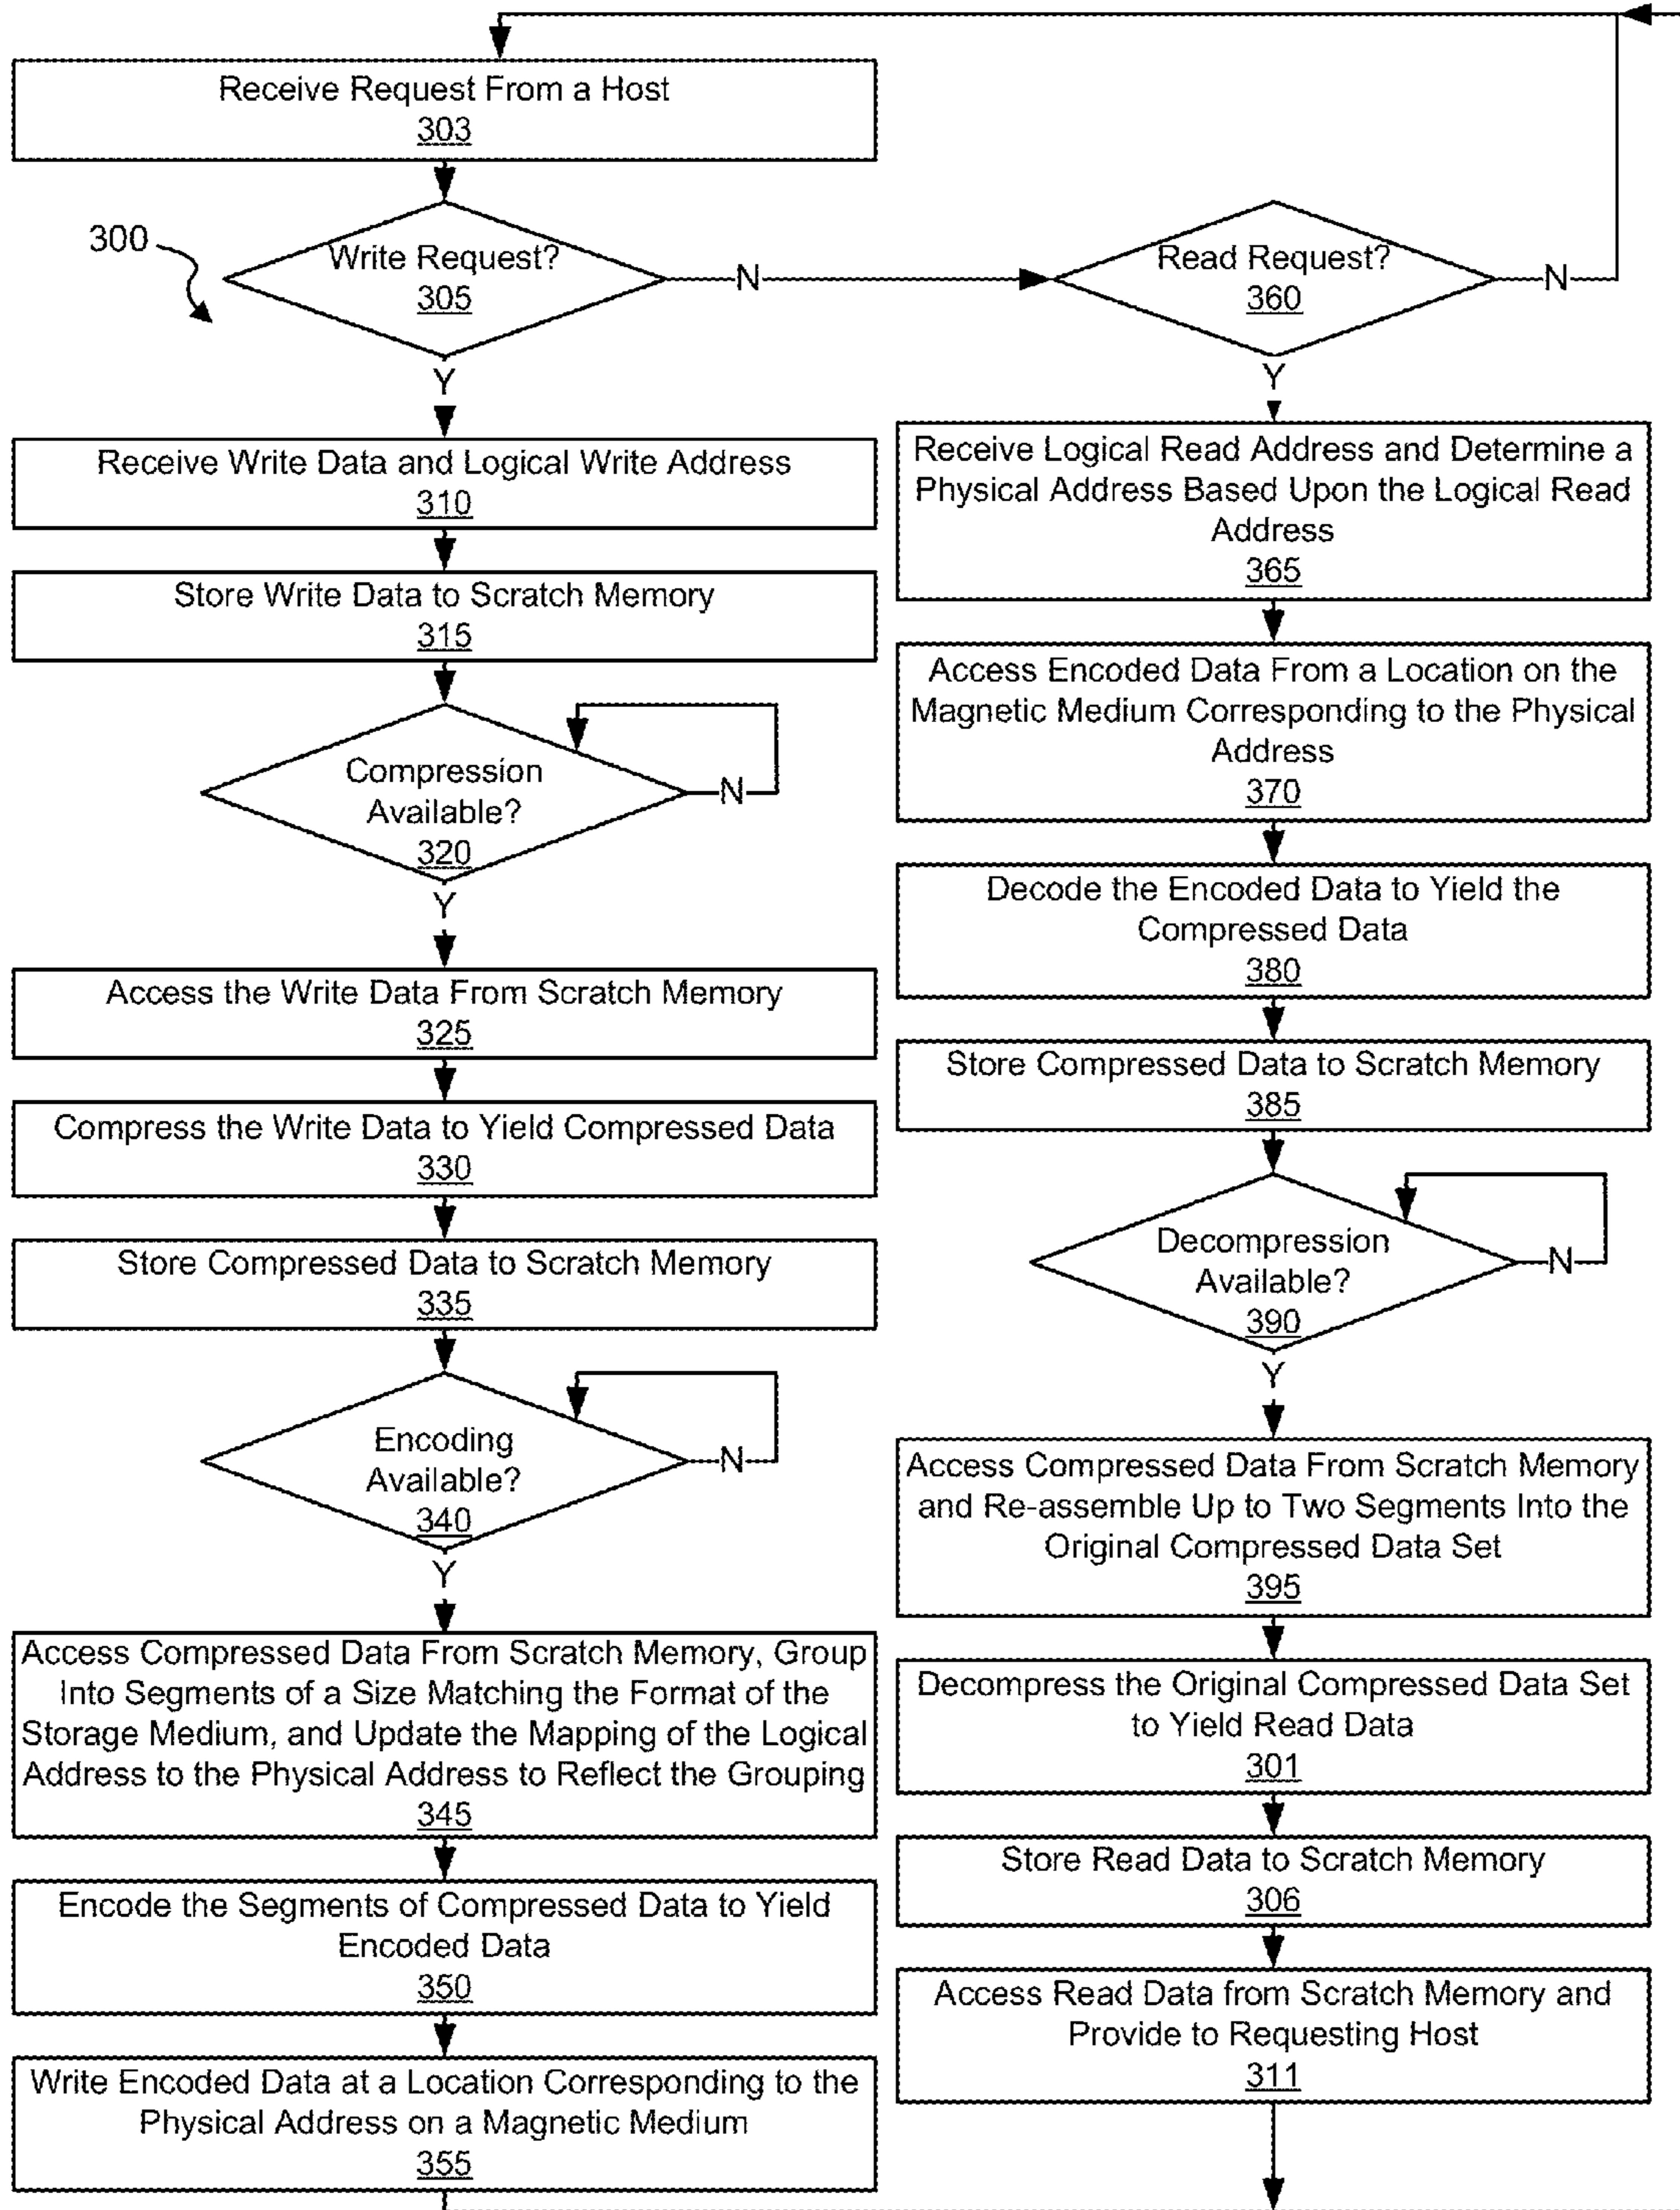 Receive Request From a Host
303
300
Write Request?
305
N
Y
Receive Write Data and Logical Write Address
310
Store Write Data to Scratch Memory
315
Compression
Available?
320
N
Y
Access the Write Data From Scratch Memory
325
Compress the Write Data to Yield Compressed Data
330
Store Compressed Data to Scratch Memory
335
Encoding
Available?
340
N
Y
Access Compressed Data From Scratch Memory, Group
Into Segments of a Size Matching the Format of the
Storage Medium, and Update the Mapping of the Logical
Address to the Physical Address to Reflect the Grouping
345
Encode the Segments of Compressed Data to Yield
Encoded Data
350
Write Encoded Data at a Location Corresponding to the
Physical Address on a Magnetic Medium
355
Read Request?
360
N
Y
Receive Logical Read Address and Determine a
Physical Address Based Upon the Logical Read
Address
365
Access Encoded Data From a Location on the
Magnetic Medium Corresponding to the Physical
Address
370
Decode the Encoded Data to Yield the
Compressed Data
380
Store Compressed Data to Scratch Memory
385
Decompression
Available?
390
N
Y
Access Compressed Data From Scratch Memory
and Re-assemble Up to Two Segments Into the
Original Compressed Data Set
395
Decompress the Original Compressed Data Set
to Yield Read Data
301
Store Read Data to Scratch Memory
306
Access Read Data from Scratch Memory and
Provide to Requesting Host
311